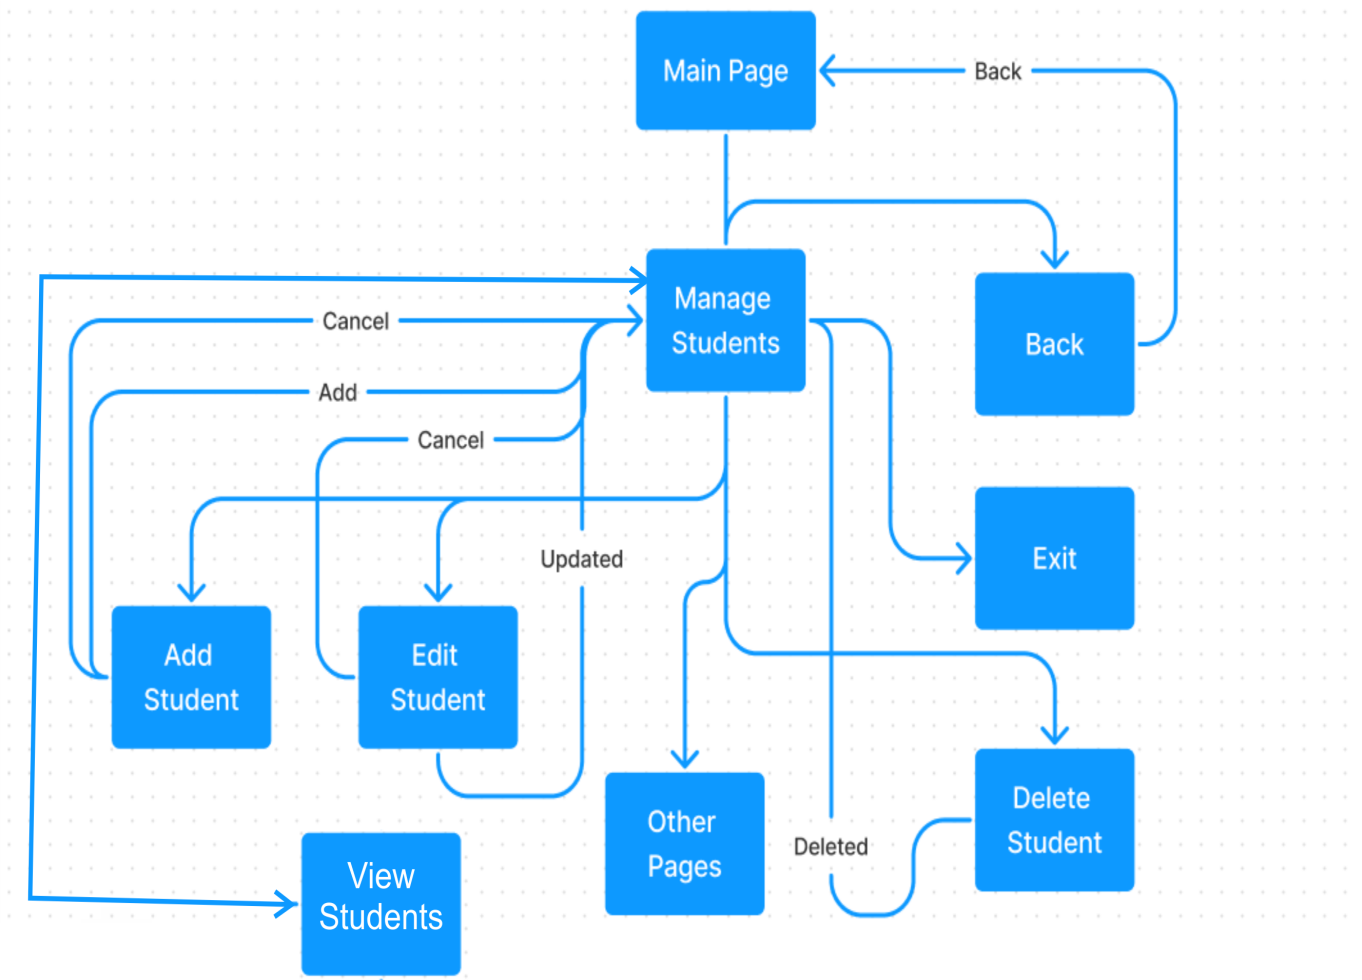 Main Page
Back
Manage
Students
Back
Cancel
Add
Cancel
Updated
Exit
Add
Student
Edit
Student
Other
Pages
Deleted
Delete
Student
View
Students